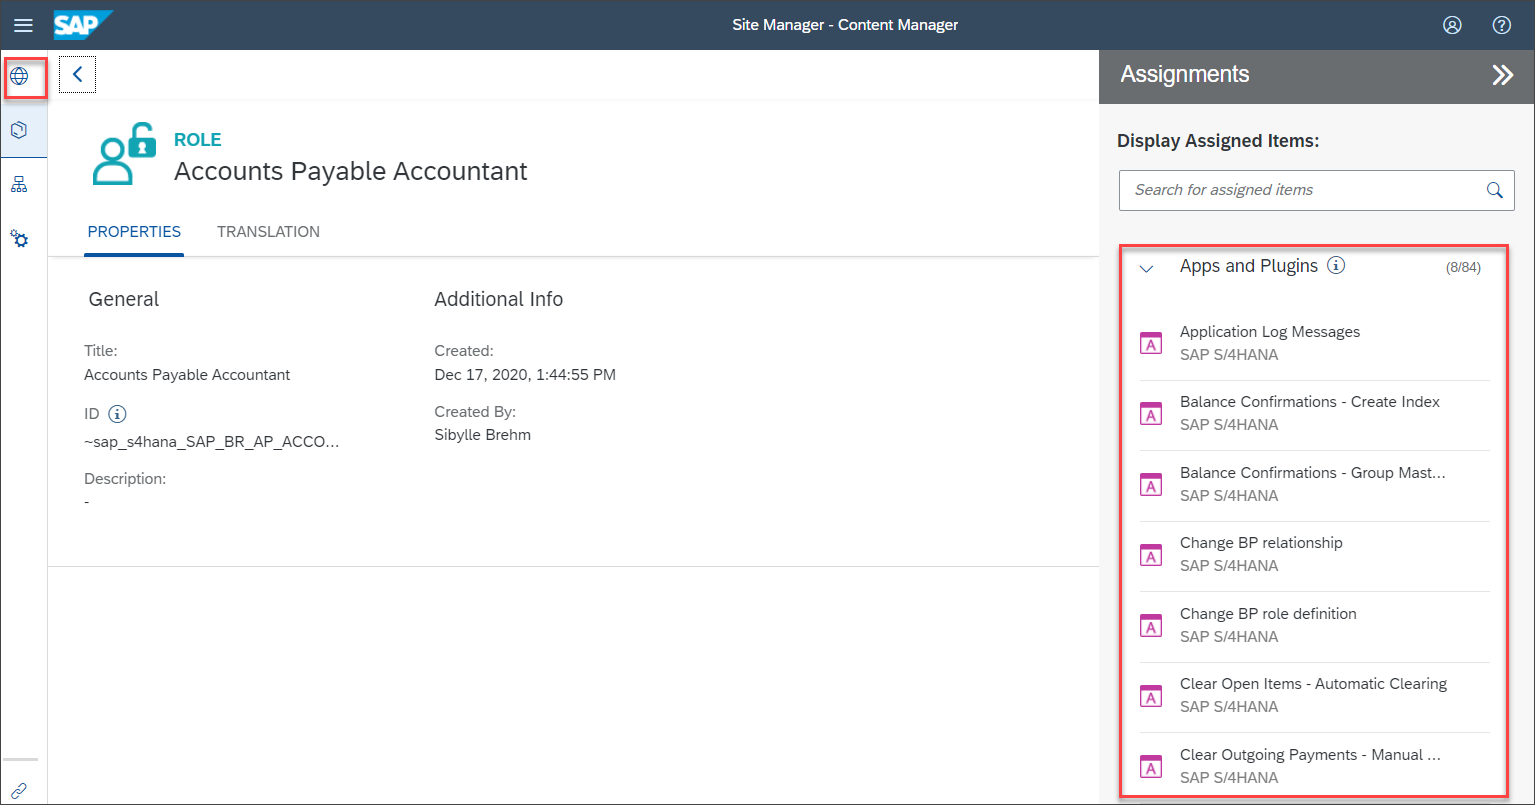 SAP
Site Manager - Content Manager
Assignments
Display Assigned Items:
ROLE
Accounts Payable Accountant
Search for assigned items
PROPERTIES
TRANSLATION
General
Additional Info
Title:
Accounts Payable Accountant
Created:
Dec 17, 2020, 1:44:55 PM
ID
~sap_s4hana_SAP_BR_AP_ACCO...
Created By:
Sibylle Brehm
Description:
-
Apps and Plugins
(8/84)
Application Log Messages
SAP S/4HANA
Balance Confirmations - Create Index
SAP S/4HANA
Balance Confirmations - Group Mast...
SAP S/4HANA
Change BP relationship
SAP S/4HANA
Change BP role definition
SAP S/4HANA
Clear Open Items - Automatic Clearing
SAP S/4HANA
Clear Outgoing Payments - Manual ...
SAP S/4HANA